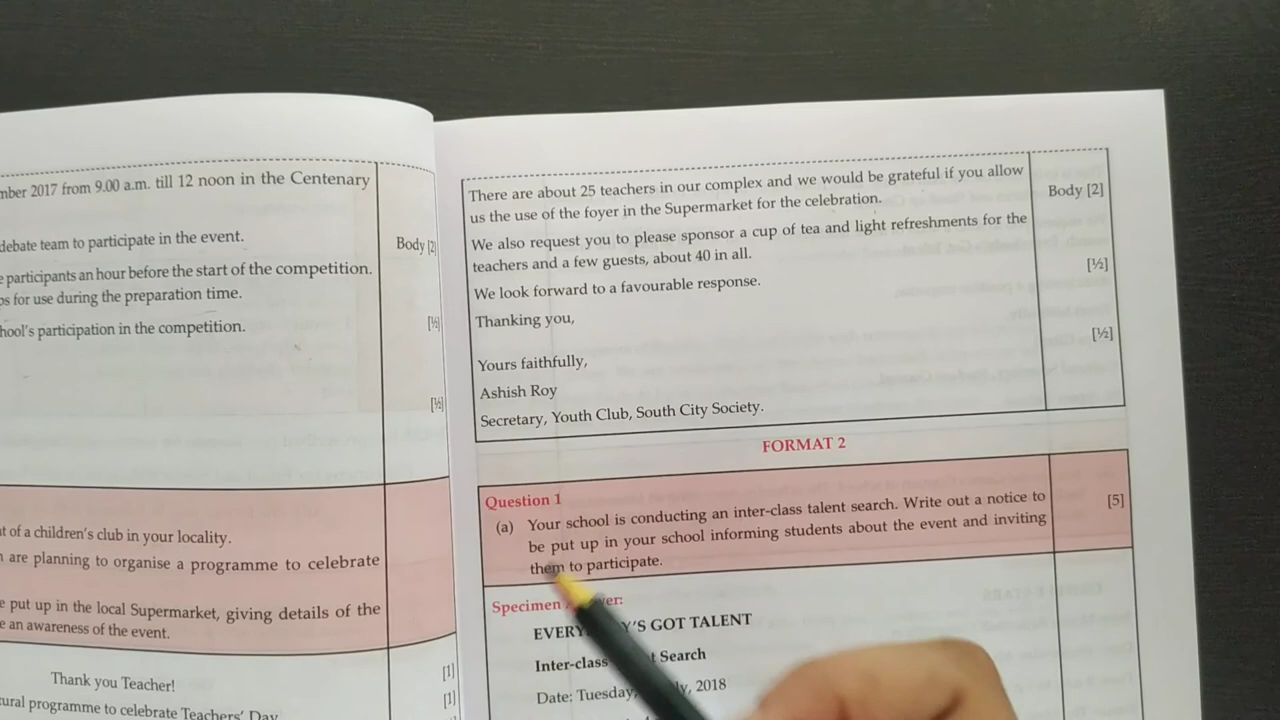 mber 2017 from 9.00 a.m. till 12 noon in the Centenary
debate team to participate in the event.
Body [2]
e participants an hour before the start of the competition.
os for use during the preparation time.
hool's participation in the competition.
[½]
[½]
t of a children's club in your locality.
are planning to organise a programme to celebrate
e put up in the local Supermarket, giving details of the
e an awareness of the event.
Thank you Teacher!
[1]
tural programme to celebrate Teachers' Day
[1]
There are about 25 teachers in our complex and we would be grateful if you allow
us the use of the foyer in the Supermarket for the celebration.
Body [2]
We also request you to please sponsor a cup of tea and light refreshments for the
teachers and a few guests, about 40 in all.
[½]
We look forward to a favourable response.
Thanking you,
[½]
Yours faithfully,
Ashish Roy
Secretary, Youth Club, South City Society.
FORMAT 2
Question 1
(a) Your school is conducting an inter-class talent search. Write out a notice to
be put up in your school informing students about the event and inviting
them to participate.
[5]
Specimen
EVERY 'S GOT TALENT
Inter-class Search
Date: Tuesday, 2018